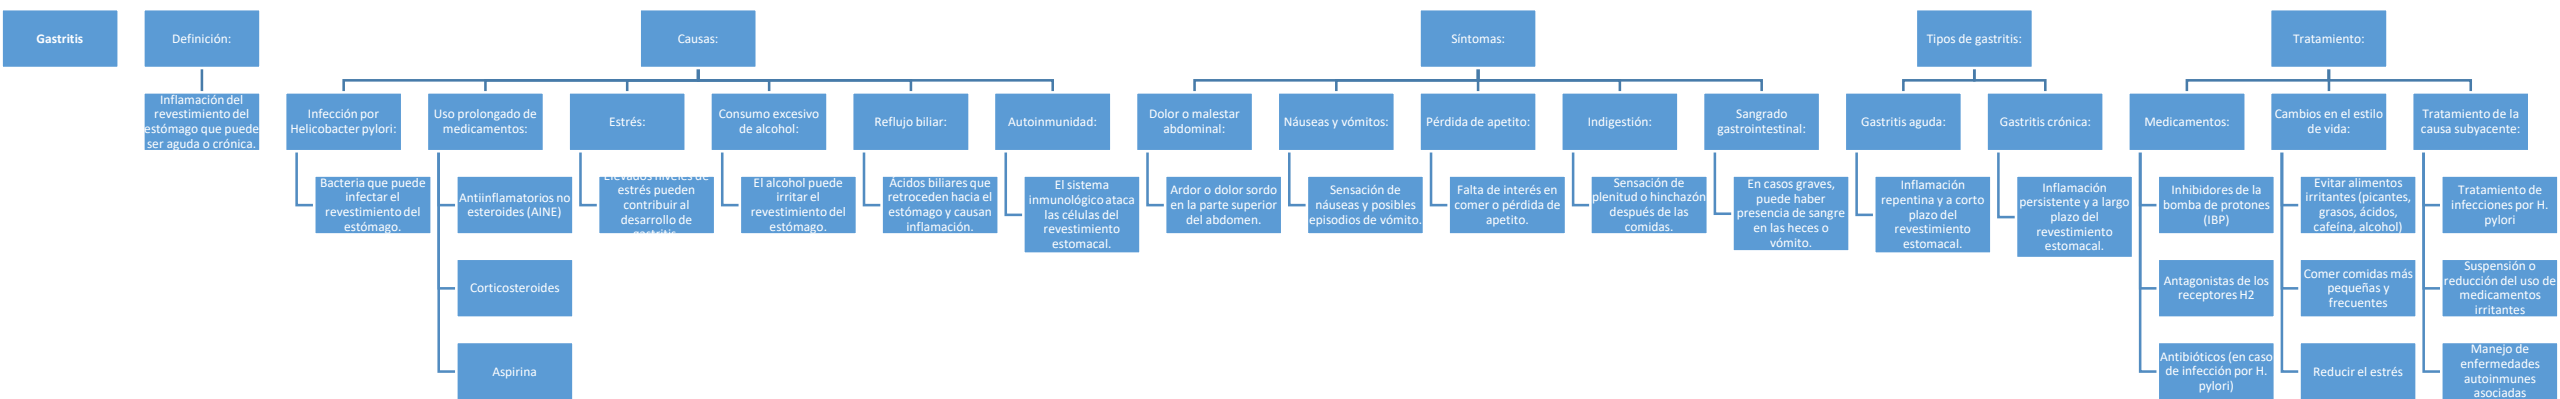 Gastritis
Definición:
Inflamación del
revestimiento del
estómago que puede
ser aguda o crónica.
Causas:
Infección por
Helicobacter pylori:
Bacteria que puede
infectar el
revestimiento del
estómago.
Uso prolongado de
medicamentos:
Antiinflamatorios no
esteroides (AINE)
Corticosteroides
Aspirina
Estrés:
Elevados niveles de
estrés pueden
contribuir al
desarrollo de
gastritis.
Consumo excesivo
de alcohol:
El alcohol puede
irritar el
revestimiento del
estómago.
Reflujo biliar:
Ácidos biliares que
retroceden hacia el
estómago y causan
inflamación.
Autoinmunidad:
El sistema
inmunológico ataca
las células del
revestimiento
estomacal.
Síntomas:
Dolor o malestar
abdominal:
Ardor o dolor sordo
en la parte superior
del abdomen.
Náuseas y vómitos:
Sensación de
náuseas y posibles
episodios de vómito.
Pérdida de apetito:
Falta de interés en
comer o pérdida de
apetito.
Indigestión:
Sensación de
plenitud o hinchazón
después de las
comidas.
Sangrado
gastrointestinal:
En casos graves,
puede haber
presencia de sangre
en las heces o
vómito.
Tipos de gastritis:
Gastritis aguda:
Inflamación
repentina y a corto
plazo del
revestimiento
estomacal.
Gastritis crónica:
Inflamación
persistente y a largo
plazo del
revestimiento
estomacal.
Tratamiento:
Medicamentos:
Inhibidores de la
bomba de protones
(IBP)
Antagonistas de los
receptores H2
Antibióticos (en caso
de infección por H.
pylori)
Cambios en el estilo
de vida:
Evitar alimentos
irritantes (picantes,
grasos, ácidos,
cafeína, alcohol)
Comer comidas más
pequeñas y
frecuentes
Reducir el estrés
Tratamiento de la
causa subyacente:
Tratamiento de
infecciones por H.
pylori
Suspensión o
reducción del uso de
medicamentos
irritantes
Manejo de
enfermedades
autoinmunes
asociadas